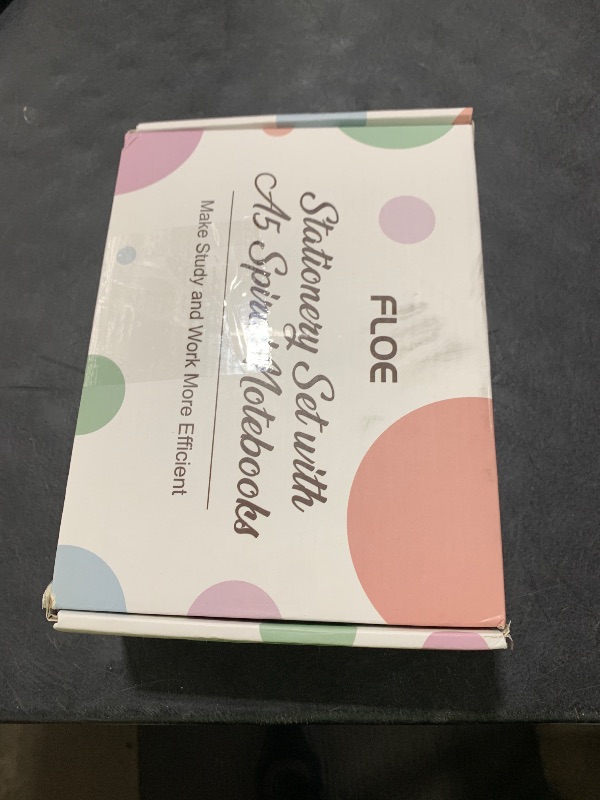 FLOE
Stationery Set with
A5 Spiral Notebooks
Make Study and Work More Efficient